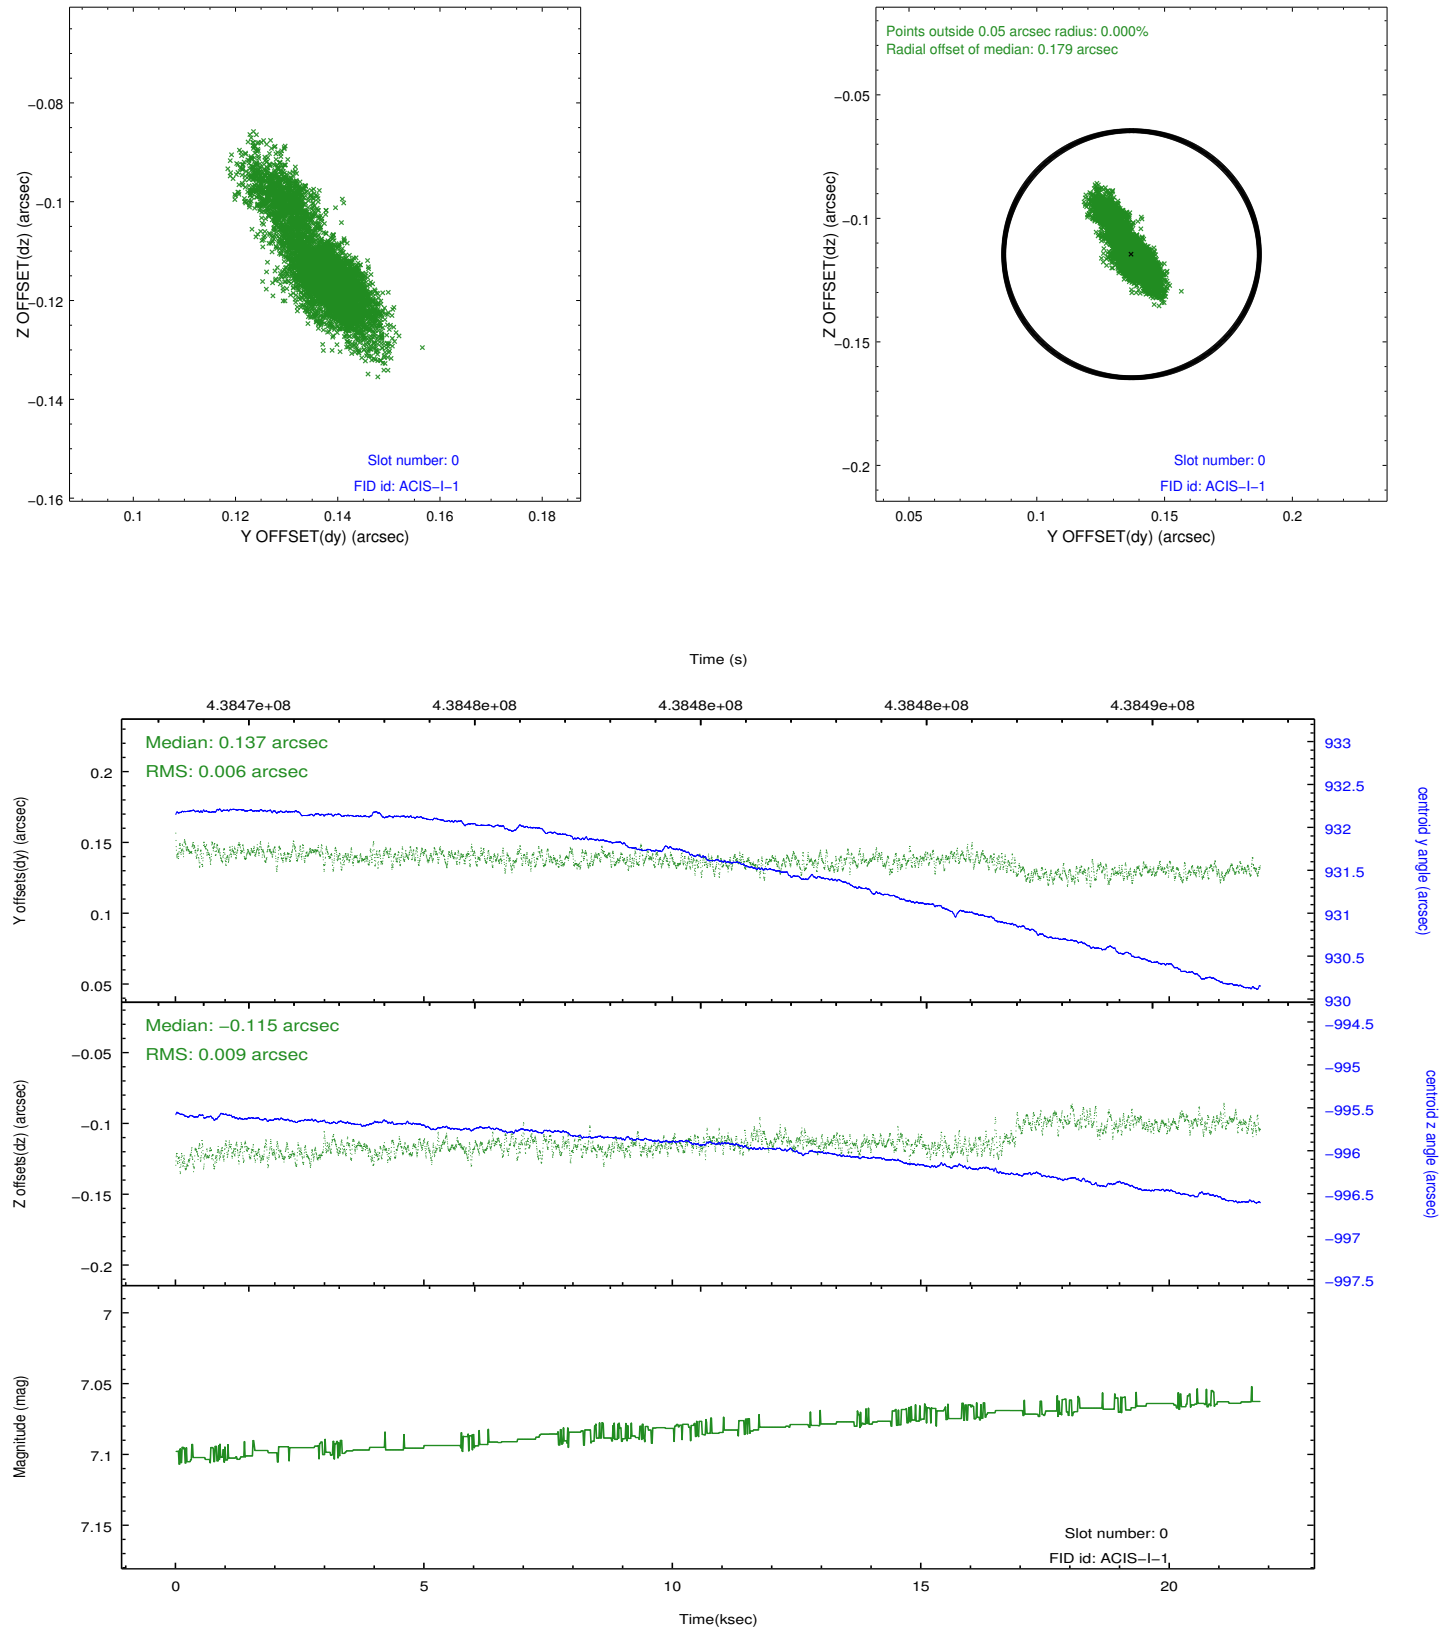 −0.08
−0.1
−0.12
−0.14
−0.16
Z OFFSET(dz) (arcsec)
Slot number: 0
FID id: ACIS−I−1
0.1 0.12 0.14 0.16 0.18
Y OFFSET(dy) (arcsec)
Points outside 0.05 arcsec radius: 0.000%
Radial offset of median: 0.179 arcsec
−0.05
−0.1
−0.15
−0.2
Z OFFSET(dz) (arcsec)
Slot number: 0
FID id: ACIS−I−1
0.05 0.1 0.15 0.2
Y OFFSET(dy) (arcsec)
Time (s)
4.3847e+08 4.3848e+08 4.3848e+08 4.3848e+08 4.3849e+08
Median: 0.137 arcsec
RMS: 0.006 arcsec
0.2
0.15
0.1
0.05
Y offsets(dy) (arcsec)
933
932.5
932
931.5
931
930.5
930
centroid y angle (arcsec)
Median: −0.115 arcsec
RMS: 0.009 arcsec
−0.05
−0.1
−0.15
−0.2
Z offsets(dz) (arcsec)
−994.5
−995
−995.5
−996
−996.5
−997
−997.5
centroid z angle (arcsec)
7
7.05
7.1
7.15
Magnitude (mag)
Slot number: 0
FID id: ACIS−I−1
0 5 10 15 20
Time(ksec)